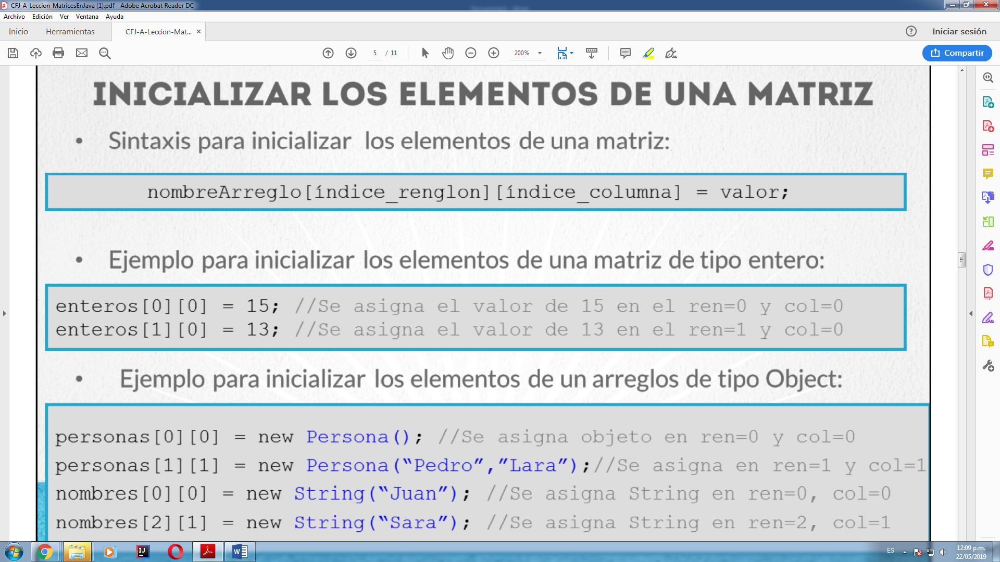 CFJ-A-Leccion-MatricesEnJava (1).pdf - Adobe Acrobat Reader DC
Archivo Edición Ver Ventana Ayuda
Inicio Herramientas CFJ-A-Leccion-Mat... × Iniciar sesión
5 / 11 200% Compartir
INICIALIZAR LOS ELEMENTOS DE UNA MATRIZ
• Sintaxis para inicializar los elementos de una matriz:
nombreArreglo[índice_renglon][índice_columna] = valor;
• Ejemplo para inicializar los elementos de una matriz de tipo entero:
enteros[0][0] = 15; //Se asigna el valor de 15 en el ren=0 y col=0
enteros[1][0] = 13; //Se asigna el valor de 13 en el ren=1 y col=0
• Ejemplo para inicializar los elementos de un arreglos de tipo Object:
personas[0][0] = new Persona(); //Se asigna objeto en ren=0 y col=0
personas[1][1] = new Persona(“Pedro”,”Lara”);//Se asigna en ren=1 y col=1
nombres[0][0] = new String(“Juan”); //Se asigna String en ren=0, col=0
nombres[2][1] = new String(“Sara”); //Se asigna String en ren=2, col=1
ES 12:09 p.m.
22/05/2019